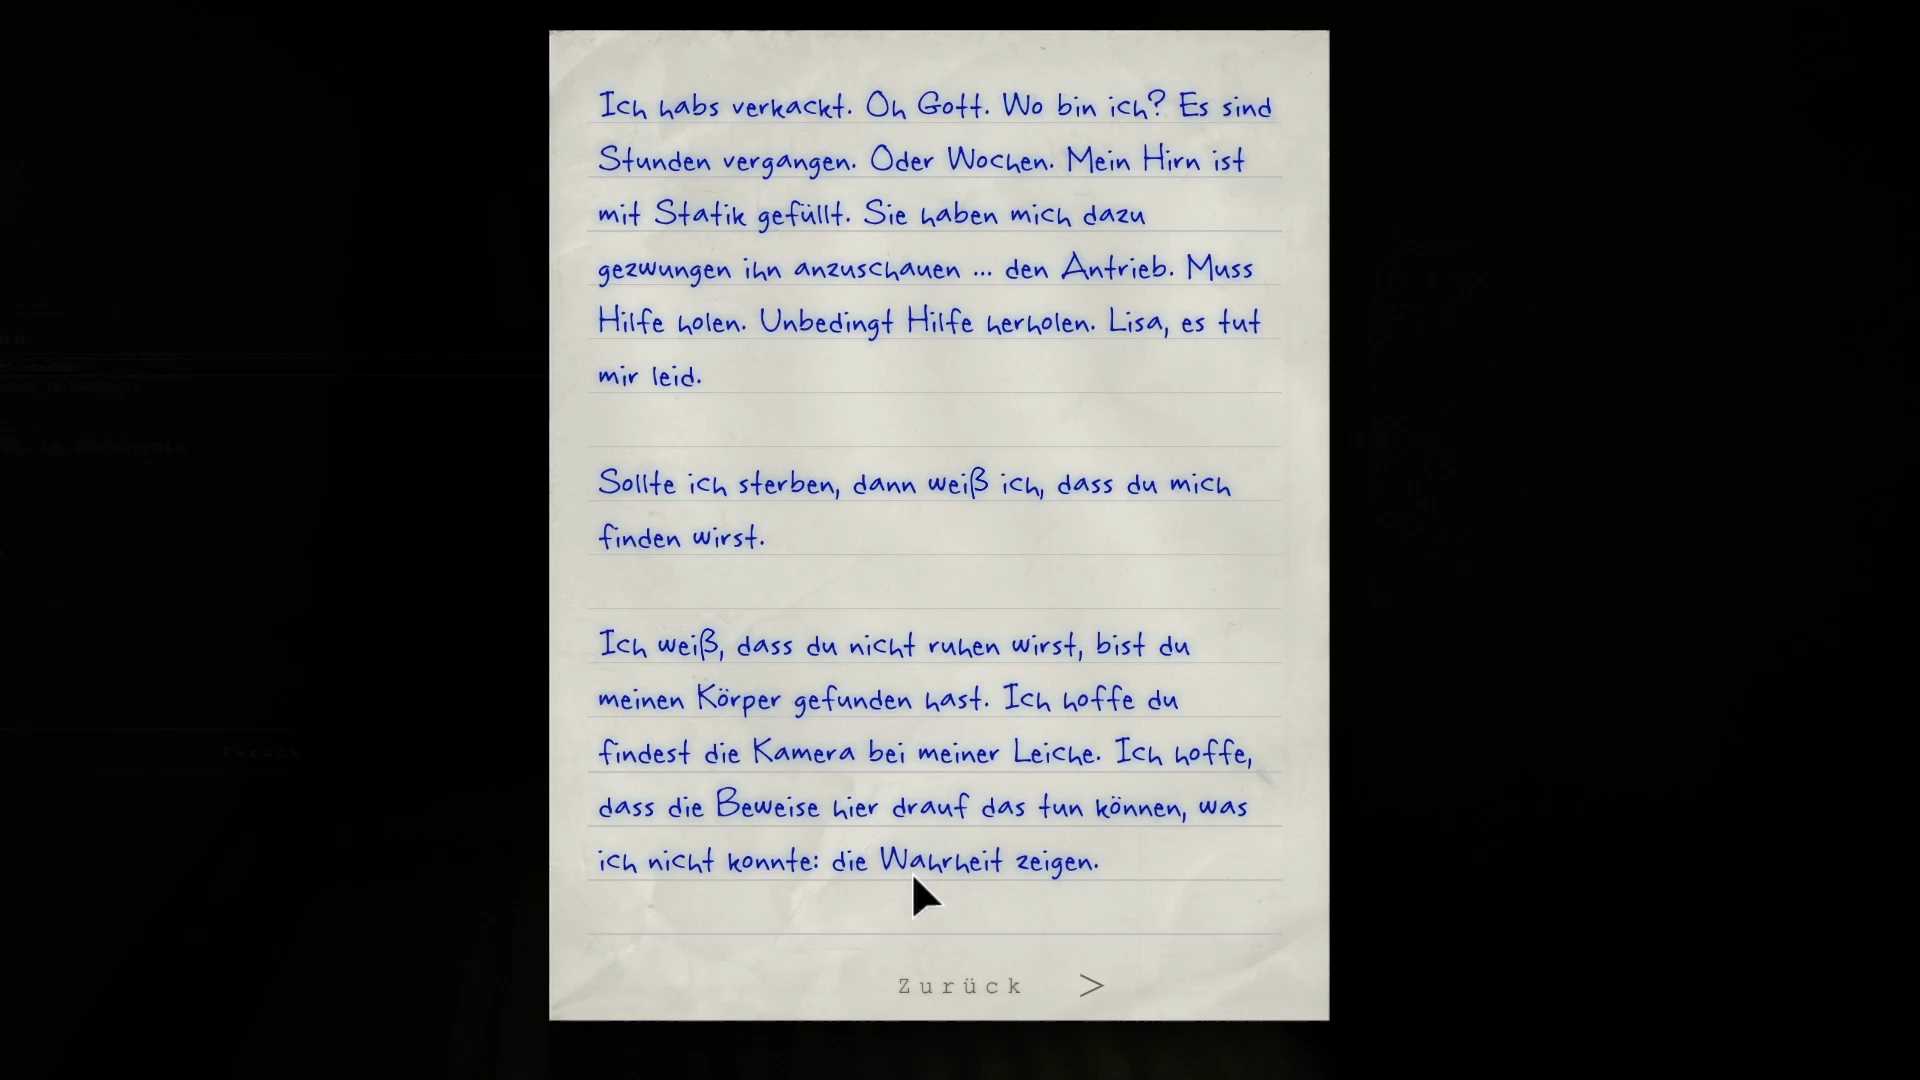 Ich habs verkackt. Oh Gott. Wo bin ich? Es sind
Stunden vergangen. Oder Wochen. Mein Hirn ist
mit Statik gefüllt. Sie haben mich dazu
gezwungen ihn anzuschauen ... den Antrieb. Muss
Hilfe holen. Unbedingt Hilfe herholen. Lisa, es tut
mir leid.
Sollte ich sterben, dann weiß ich, dass du mich
finden wirst.
Ich weiß, dass du nicht ruhen wirst, bist du
meinen Körper gefunden hast. Ich hoffe du
findest die Kamera bei meiner Leiche. Ich hoffe,
dass die Beweise hier drauf das tun können, was
ich nicht konnte: die Wahrheit zeigen.
Zurück >
Zurück